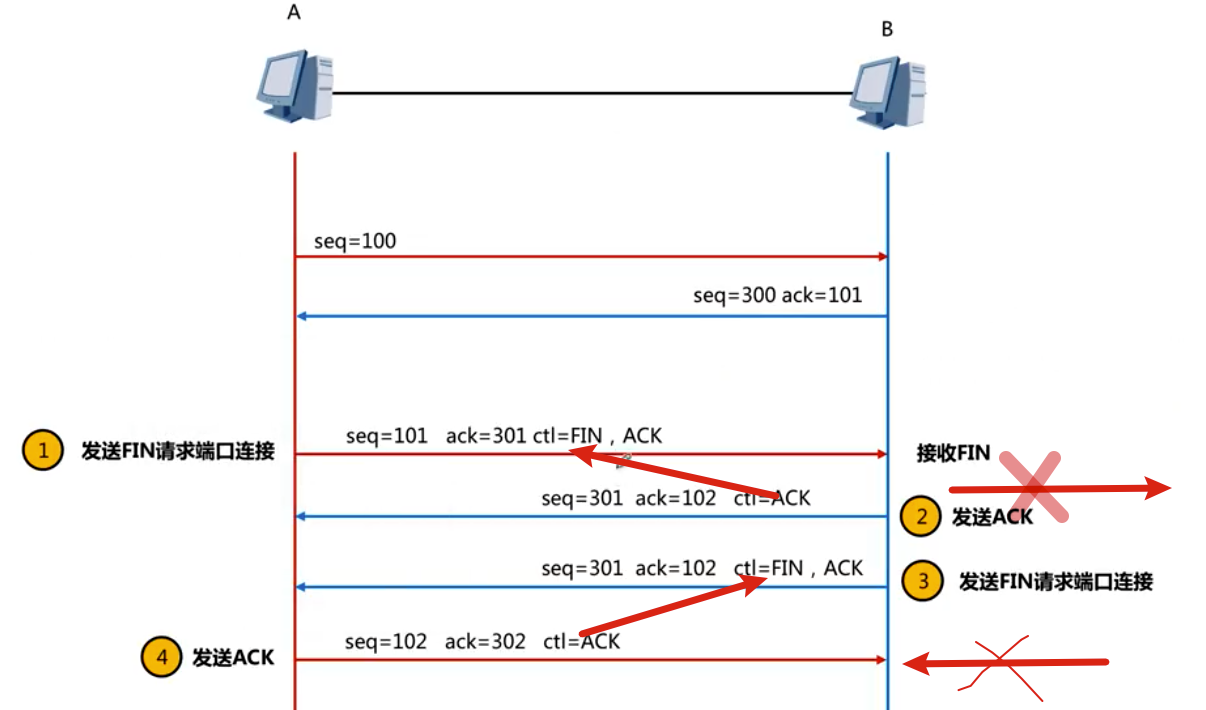 A
B
seq=100
seq=300 ack=101
1 发送FIN请求端口连接
seq=101 ack=301 ctl=FIN，ACK
接收FIN
seq=301 ack=102 ctl=ACK
2 发送ACK
seq=301 ack=102 ctl=FIN，ACK
3 发送FIN请求端口连接
4 发送ACK
seq=102 ack=302 ctl=ACK